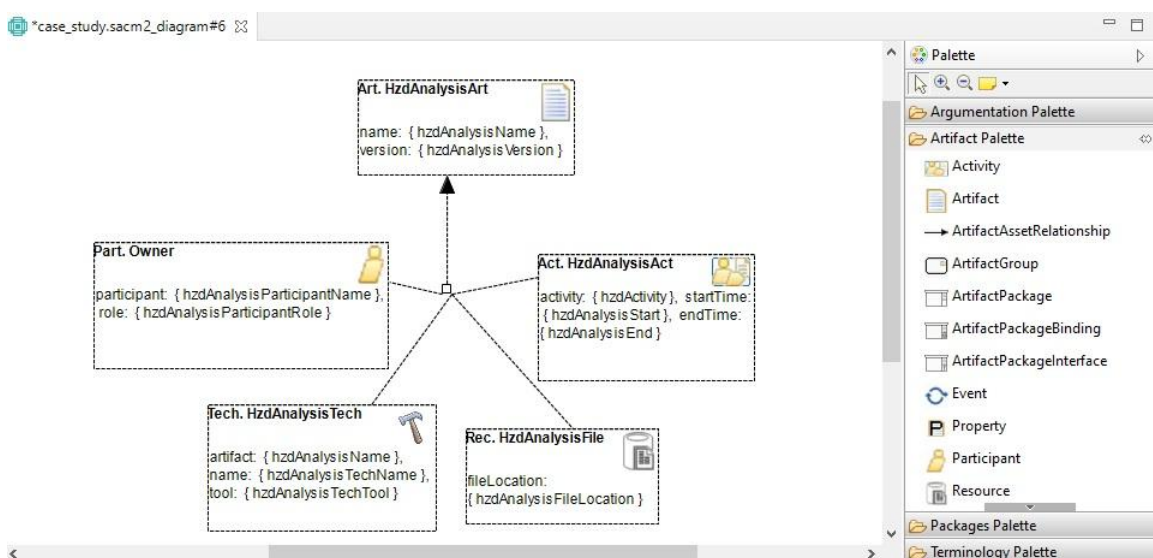 *case_study.sacm2_diagram#6
Art. HzdAnalysisArt
name: { hzdAnalysisName },
version: { hzdAnalysisVersion }
Part. Owner
participant: { hzdAnalysisParticipantName },
role: { hzdAnalysisParticipantRole }
Act. HzdAnalysisAct
activity: { hzdActivity }, startTime:
{ hzdAnalysisStart }, endTime:
{ hzdAnalysisEnd }
Tech. HzdAnalysisTech
artifact: { hzdAnalysisName },
name: { hzdAnalysisTechName },
tool: { hzdAnalysisTechTool }
Rec. HzdAnalysisFile
fileLocation:
{ hzdAnalysisFileLocation }
Palette
Argumentation Palette
Artifact Palette
Activity
Artifact
ArtifactAssetRelationship
ArtifactGroup
ArtifactPackage
ArtifactPackageBinding
ArtifactPackageInterface
Event
Property
Participant
Resource
Packages Palette
Terminology Palette